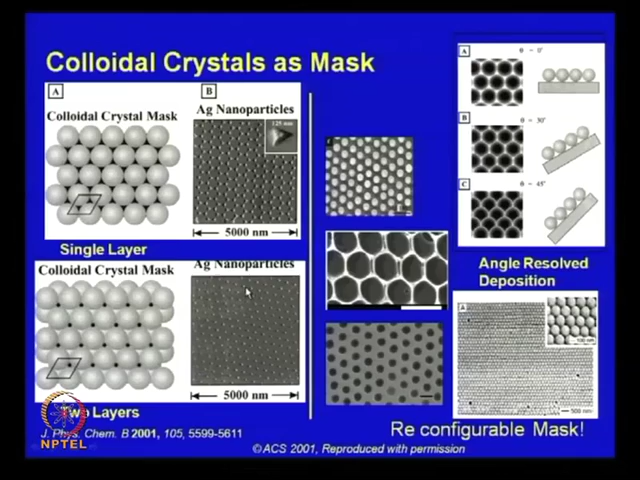 Colloidal Crystals as Mask
A
Colloidal Crystal Mask
B
Ag Nanoparticles
125 nm
5000 nm
Single Layer
Colloidal Crystal Mask
Ag Nanoparticles
5000 nm
Two Layers
J. Phys. Chem. B 2001, 105, 5599-5611
NPTEL
©ACS 2001, Reproduced with permission
A
θ = 0°
B
θ = 30°
C
θ = 45°
Angle Resolved
Deposition
A
500 nm
Re configurable Mask!